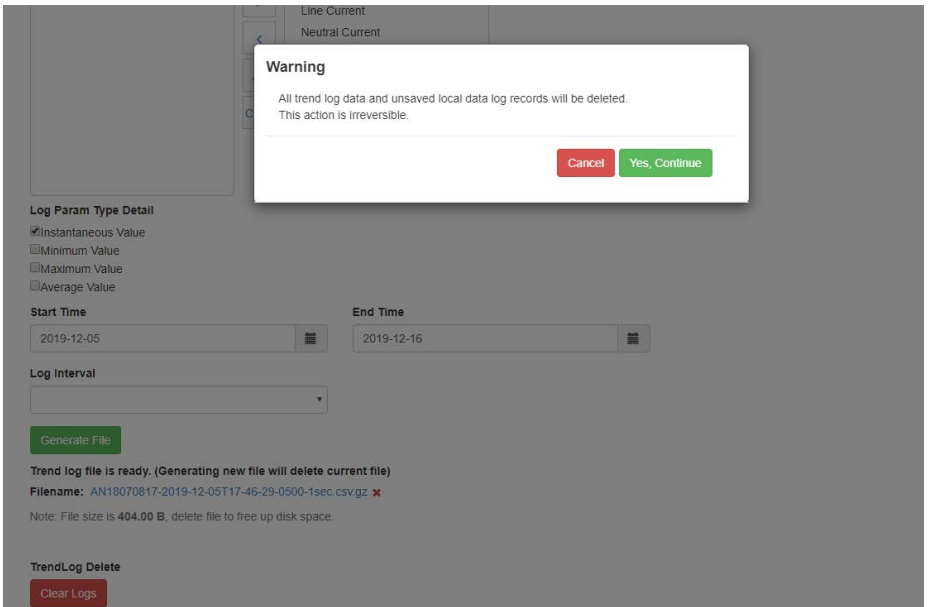 Line Current
Neutral Current
<
Warning
All trend log data and unsaved local data log records will be deleted.
This action is irreversible.
Cancel
Yes, Continue
Log Param Type Detail
Instantaneous Value
Minimum Value
Maximum Value
Average Value
Start Time
End Time
2019-12-05
2019-12-16
Log Interval
Generate File
Trend log file is ready. (Generating new file will delete current file)
Filename: AN18070817-2019-12-05T17-46-29-0500-1sec.csv.gz
Note: File size is 404.00 B, delete file to free up disk space.
TrendLog Delete
Clear Logs